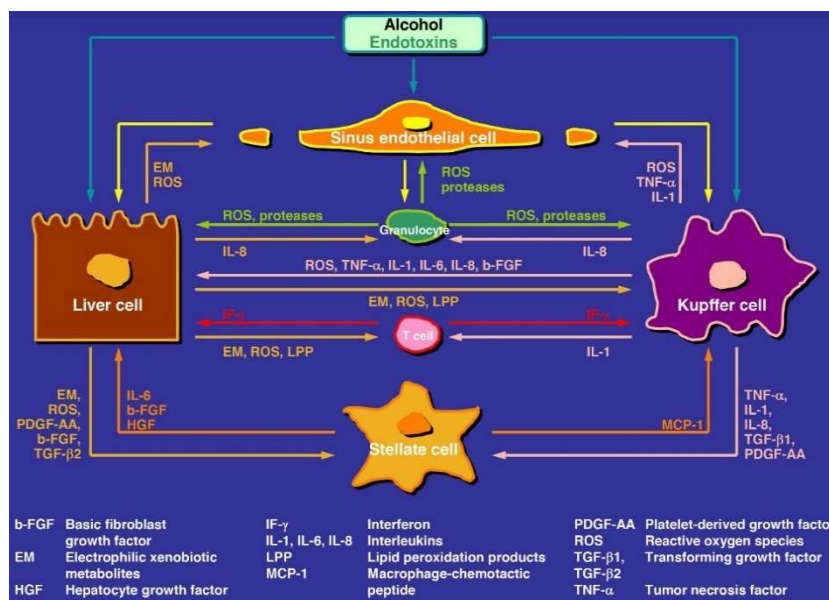 Alcohol
Endotoxins
Sinus endothelial cell
EM
ROS
ROS
proteases
ROS
TNF-α
IL-1
ROS, proteases
Granulocyte
ROS, proteases
IL-8
IL-8
ROS, TNF-α, IL-1, IL-6, IL-8, b-FGF
Liver cell
EM, ROS, LPP
Kupffer cell
IF-γ
T cell
IF-γ
EM, ROS, LPP
IL-1
EM,
ROS,
PDGF-AA,
b-FGF,
TGF-β2
IL-6
b-FGF
HGF
Stellate cell
MCP-1
TNF-α,
IL-1,
IL-8,
TGF-β1,
PDGF-AA
b-FGF Basic fibroblast
growth factor
EM Electrophilic xenobiotic
metabolites
HGF Hepatocyte growth factor
IF-γ Interferon
IL-1, IL-6, IL-8 Interleukins
LPP Lipid peroxidation products
MCP-1 Macrophage-chemotactic
peptide
PDGF-AA Platelet-derived growth facto
ROS Reactive oxygen species
TGF-β1, Transforming growth factor
TGF-β2
TNF-α Tumor necrosis factor